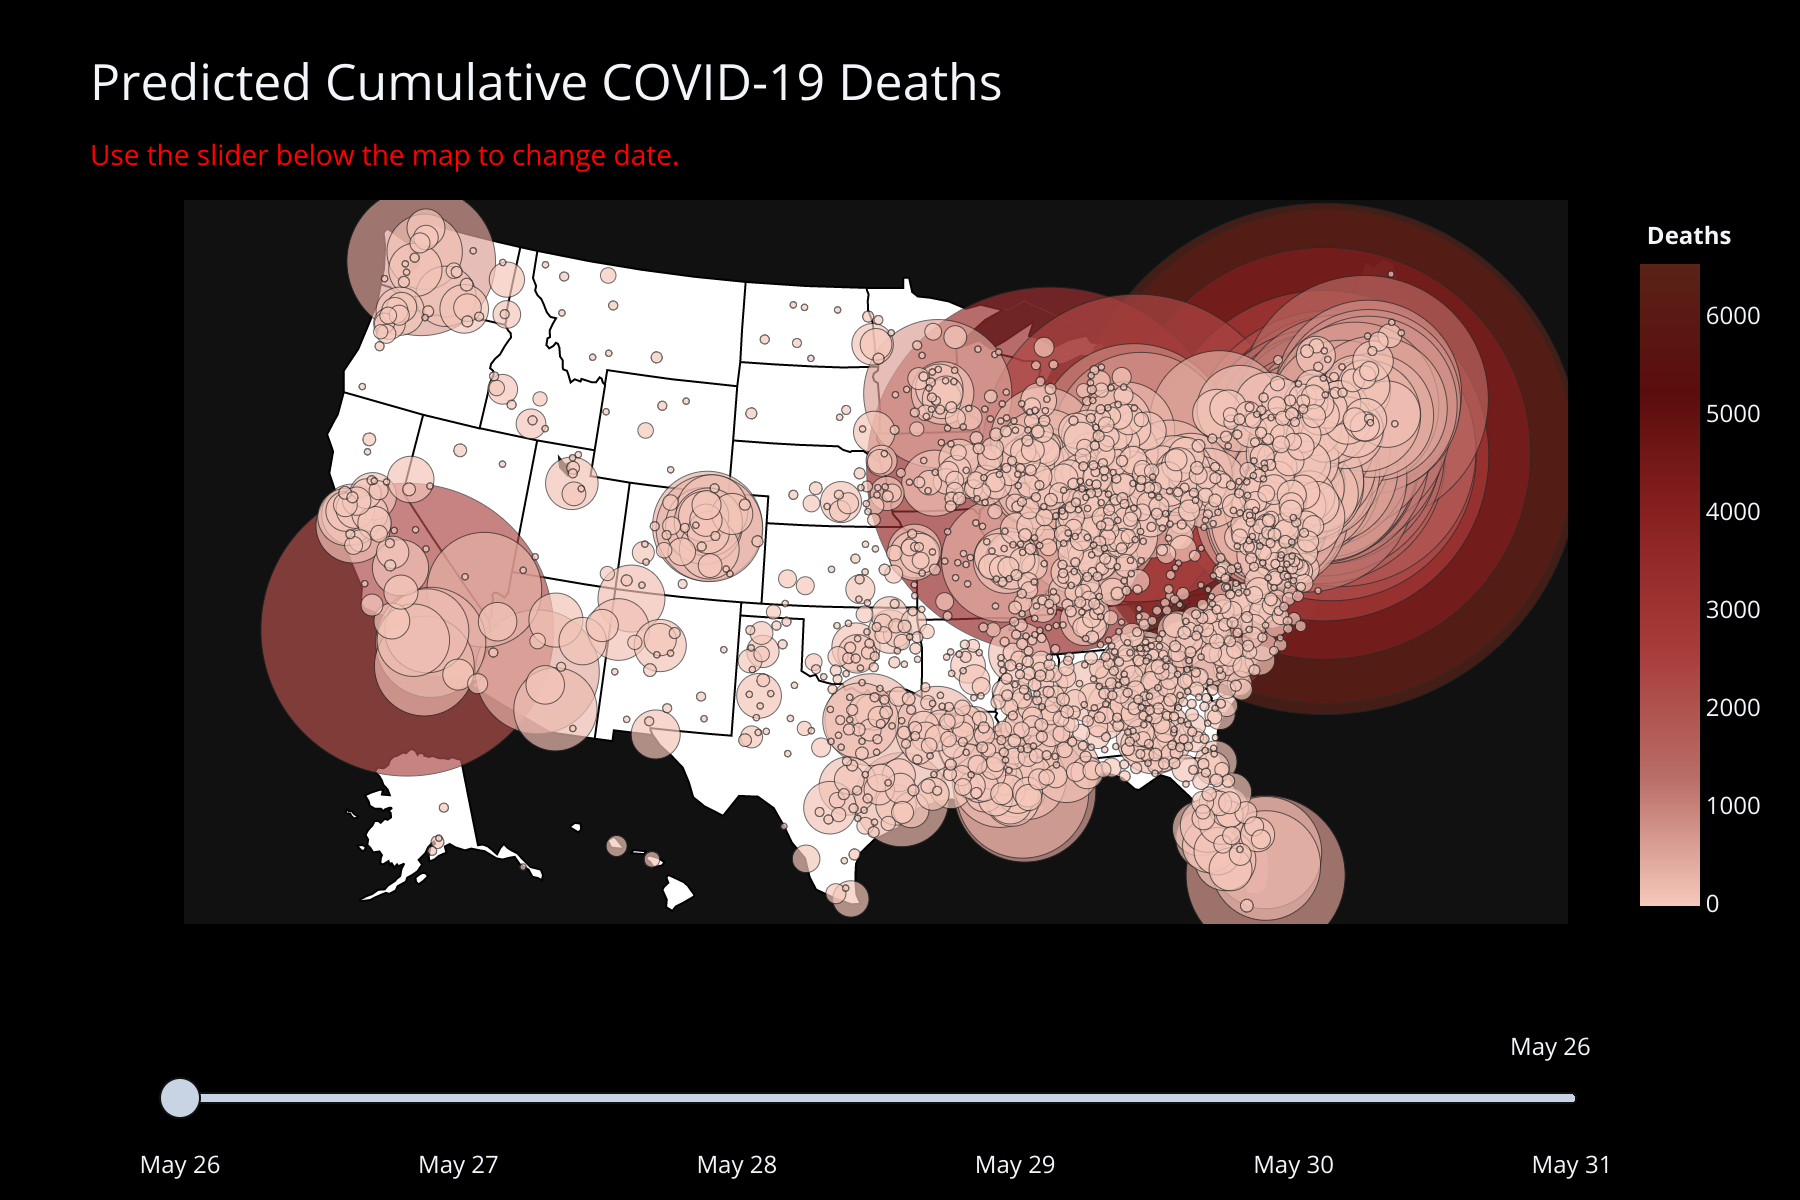 Predicted Cumulative COVID-19 Deaths
Use the slider below the map to change date.
Deaths
6000
5000
4000
3000
2000
1000
0
May 26
May 26
May 27
May 28
May 29
May 30
May 31